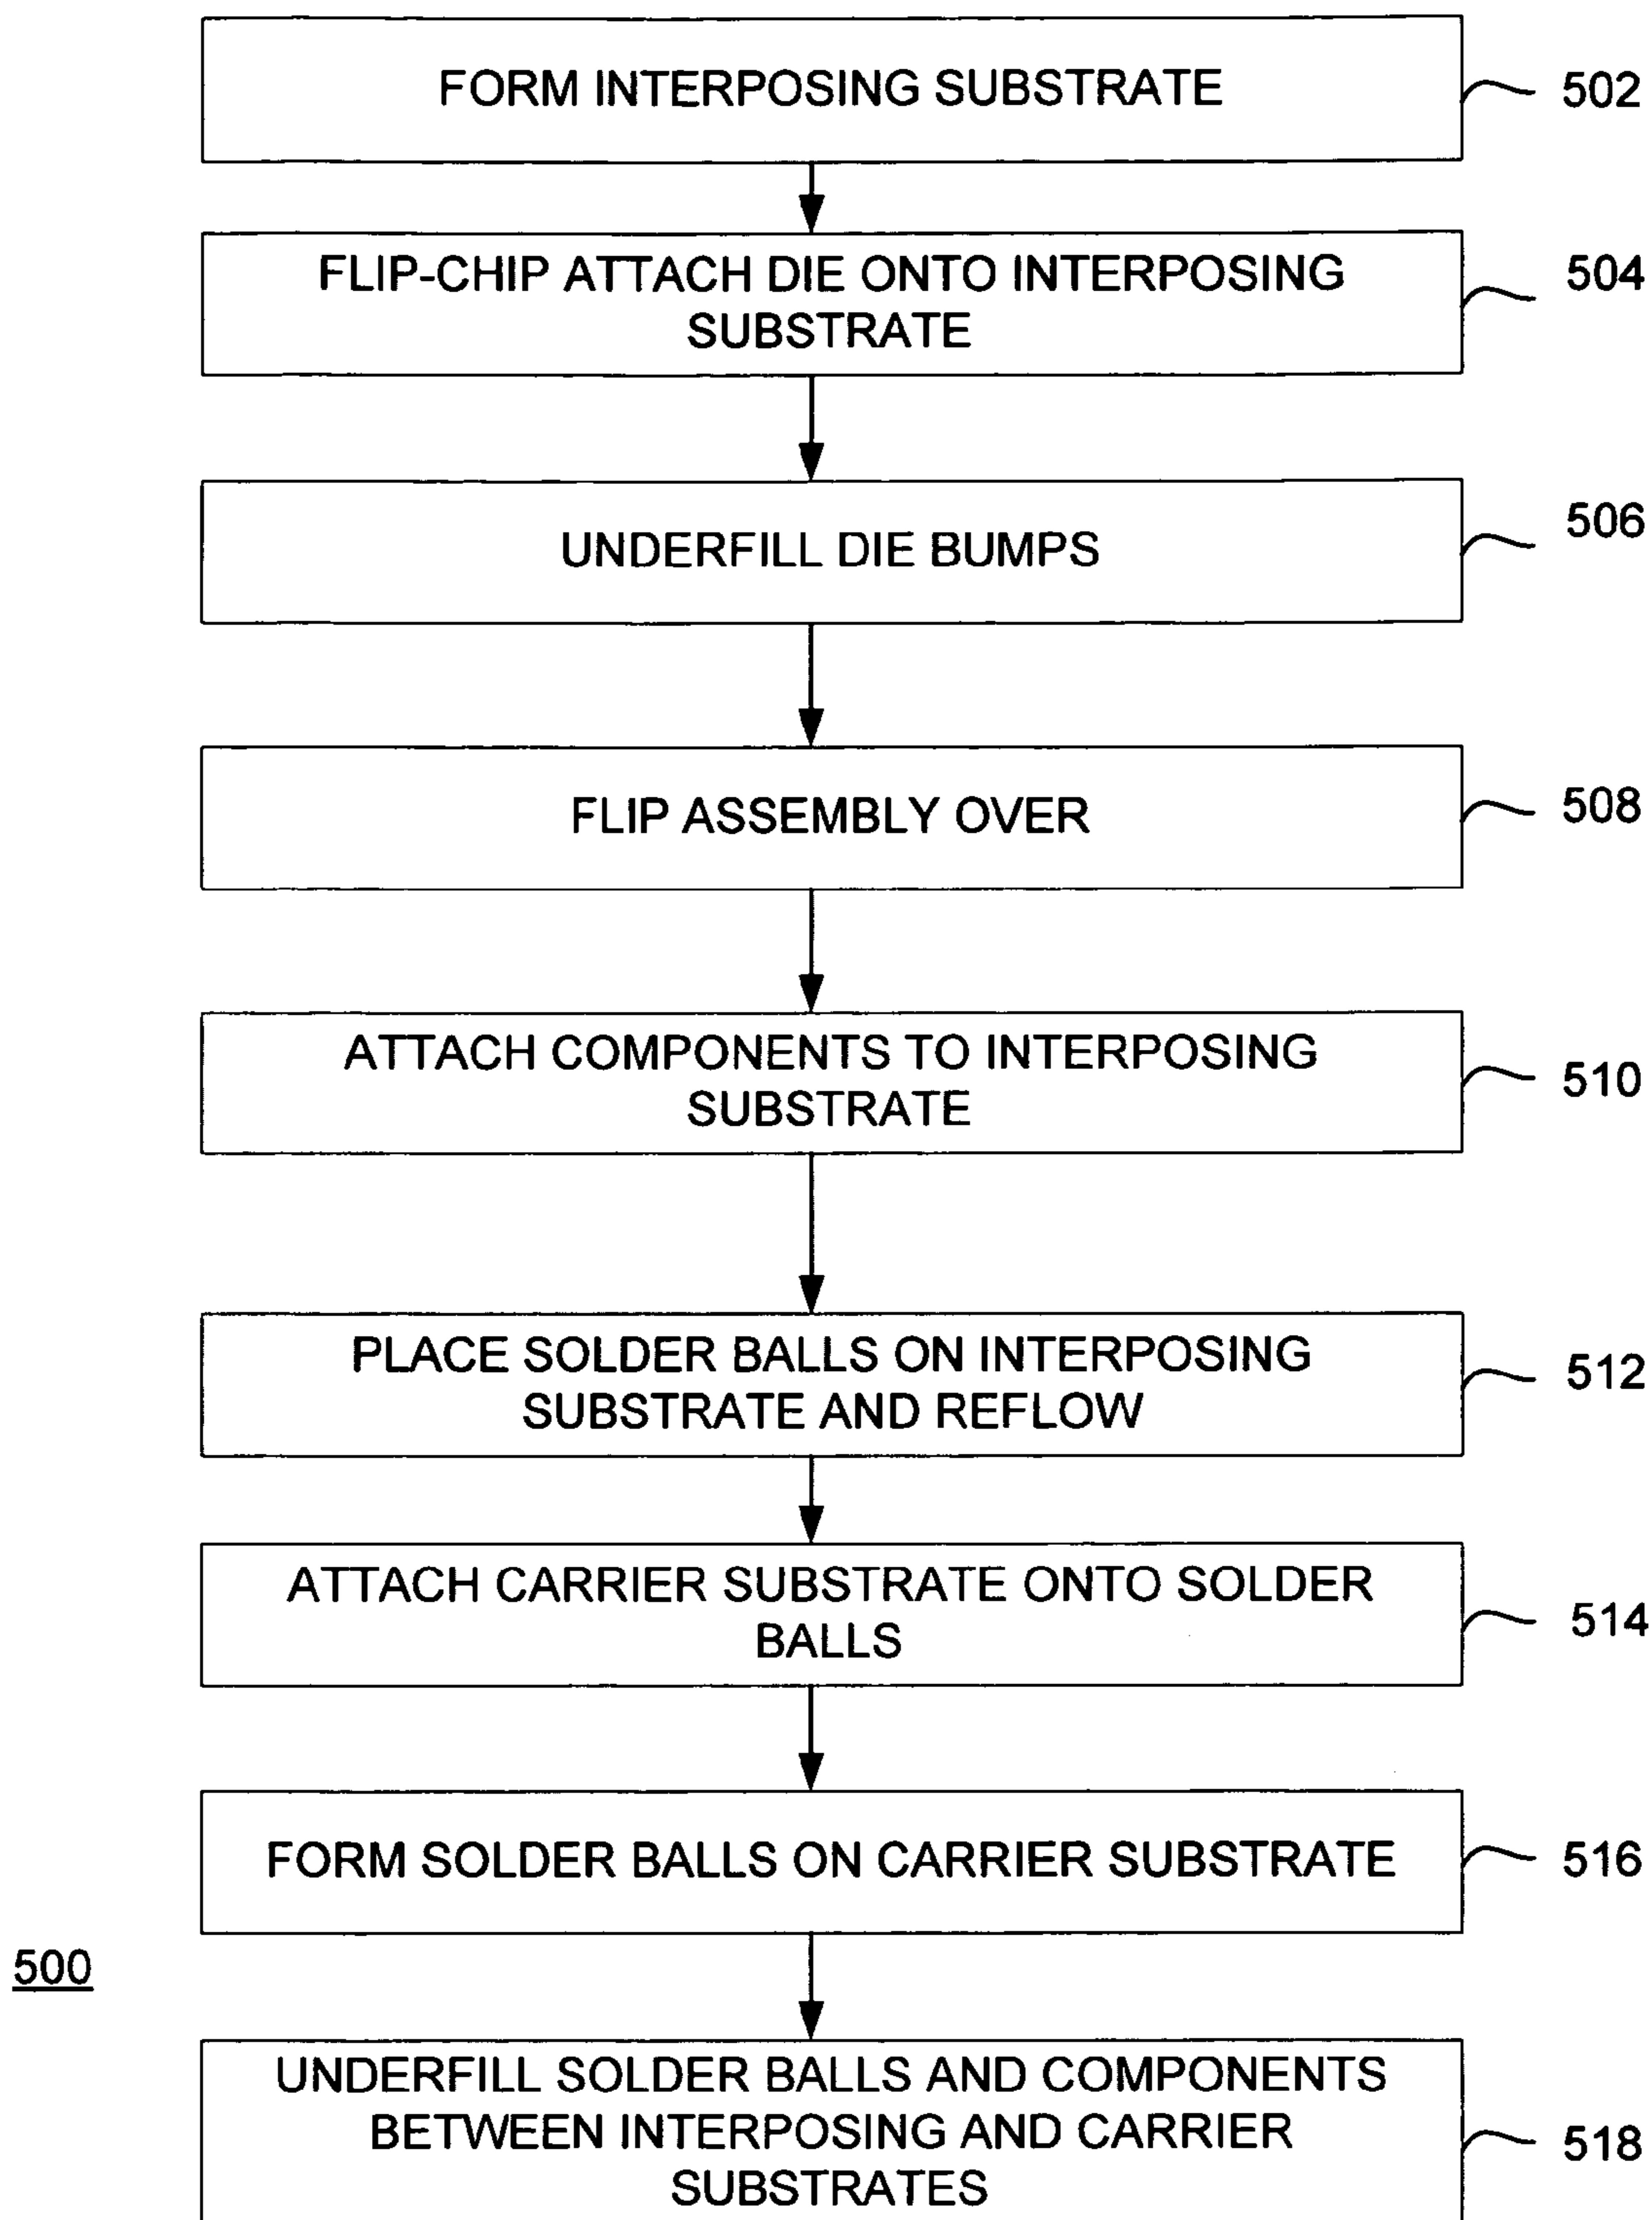 FORM INTERPOSING SUBSTRATE
502
FLIP-CHIP ATTACH DIE ONTO INTERPOSING
SUBSTRATE
504
UNDERFILL DIE BUMPS
506
FLIP ASSEMBLY OVER
508
ATTACH COMPONENTS TO INTERPOSING
SUBSTRATE
510
PLACE SOLDER BALLS ON INTERPOSING
SUBSTRATE AND REFLOW
512
ATTACH CARRIER SUBSTRATE ONTO SOLDER
BALLS
514
FORM SOLDER BALLS ON CARRIER SUBSTRATE
516
500
UNDERFILL SOLDER BALLS AND COMPONENTS
BETWEEN INTERPOSING AND CARRIER
SUBSTRATES
518